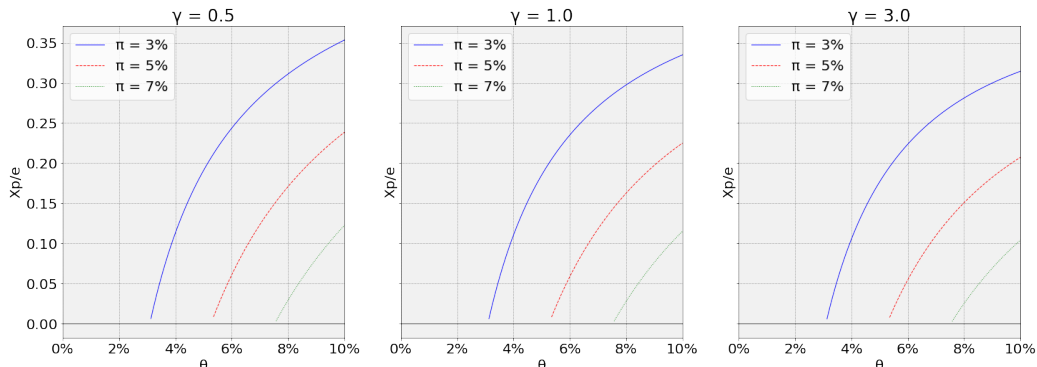 γ = 0.5
0.35
0.30
0.25
0.20
0.15
0.10
0.05
0.00
Xp/e
π = 3%
π = 5%
π = 7%
0% 2% 4% 6% 8% 10%
θ
γ = 1.0
Xp/e
π = 3%
π = 5%
π = 7%
0% 2% 4% 6% 8% 10%
θ
γ = 3.0
Xp/e
π = 3%
π = 5%
π = 7%
0% 2% 4% 6% 8% 10%
θ